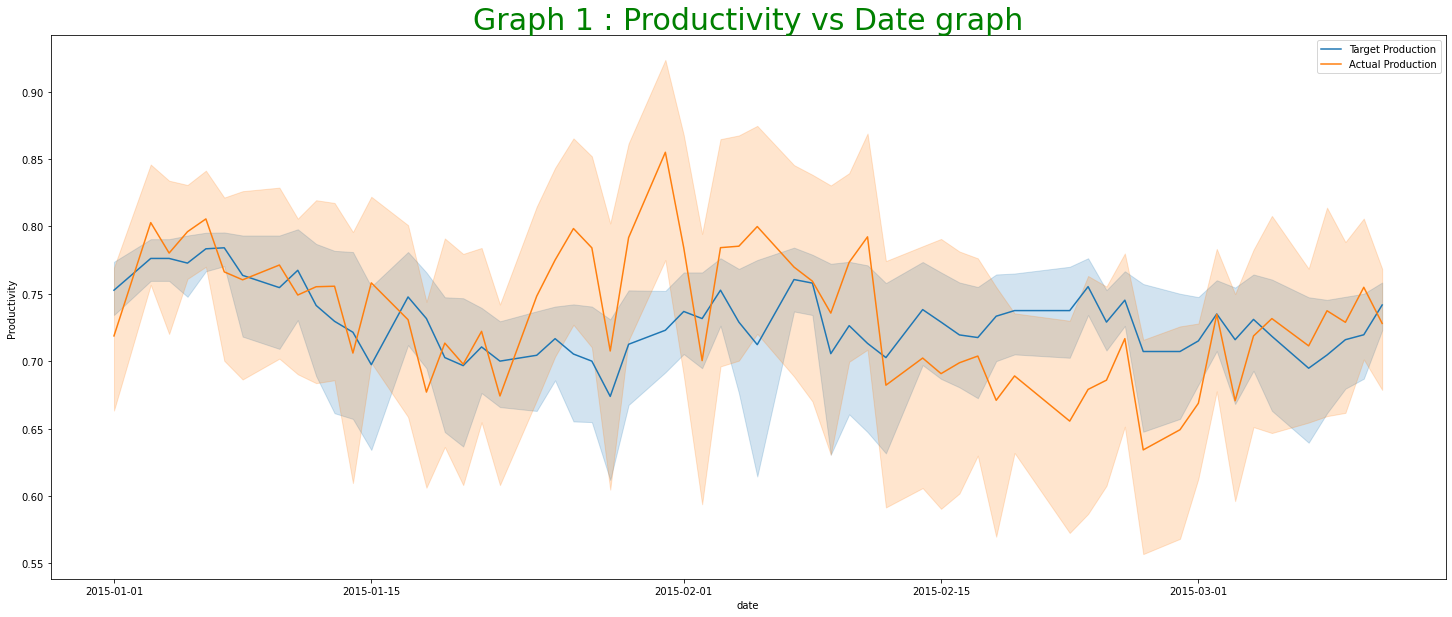 Graph 1 : Productivity vs Date graph
Target Production
Actual Production
Productivity
0.90
0.85
0.80
0.75
0.70
0.65
0.60
0.55
2015-01-01
2015-01-15
2015-02-01
2015-02-15
2015-03-01
date